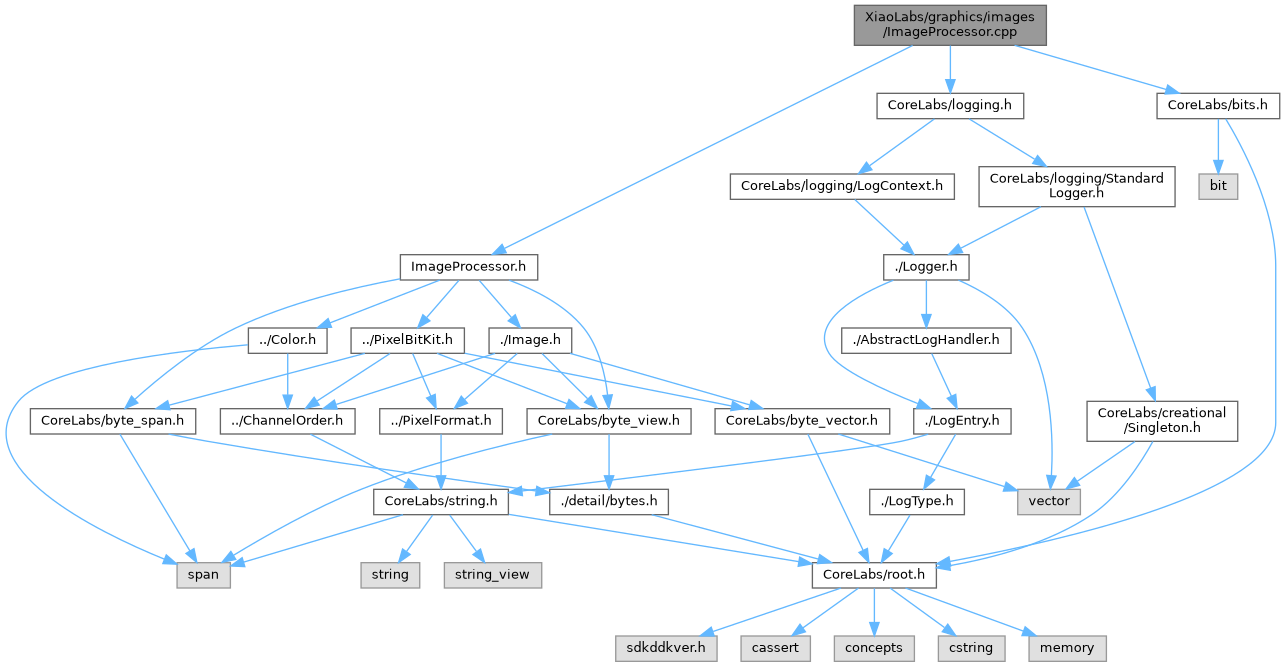 XiaoLabs/graphics/images
/ImageProcessor.cpp
CoreLabs/logging.h
CoreLabs/bits.h
CoreLabs/logging/LogContext.h
CoreLabs/logging/Standard
Logger.h
bit
ImageProcessor.h
./Logger.h
../Color.h
../PixelBitKit.h
./Image.h
./AbstractLogHandler.h
CoreLabs/byte_span.h
../ChannelOrder.h
../PixelFormat.h
CoreLabs/byte_view.h
CoreLabs/byte_vector.h
./LogEntry.h
CoreLabs/creational
/Singleton.h
CoreLabs/string.h
./detail/bytes.h
./LogType.h
vector
span
string
string_view
CoreLabs/root.h
sdkddkver.h
cassert
concepts
cstring
memory